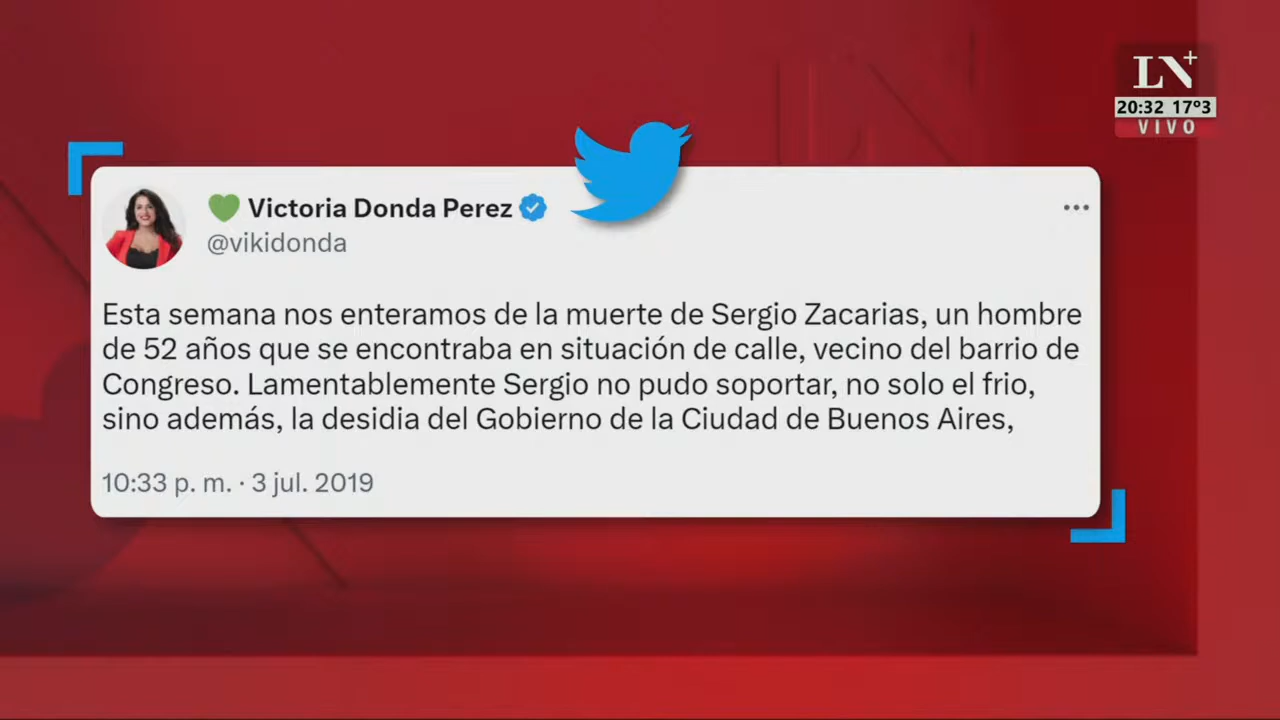 LN+
20:32 17º3
VIVO
Victoria Donda Perez
@vikidonda
Esta semana nos enteramos de la muerte de Sergio Zacarias, un hombre
de 52 años que se encontraba en situación de calle, vecino del barrio de
Congreso. Lamentablemente Sergio no pudo soportar, no solo el frio,
sino además, la desidia del Gobierno de la Ciudad de Buenos Aires,
10:33 p. m. · 3 jul. 2019